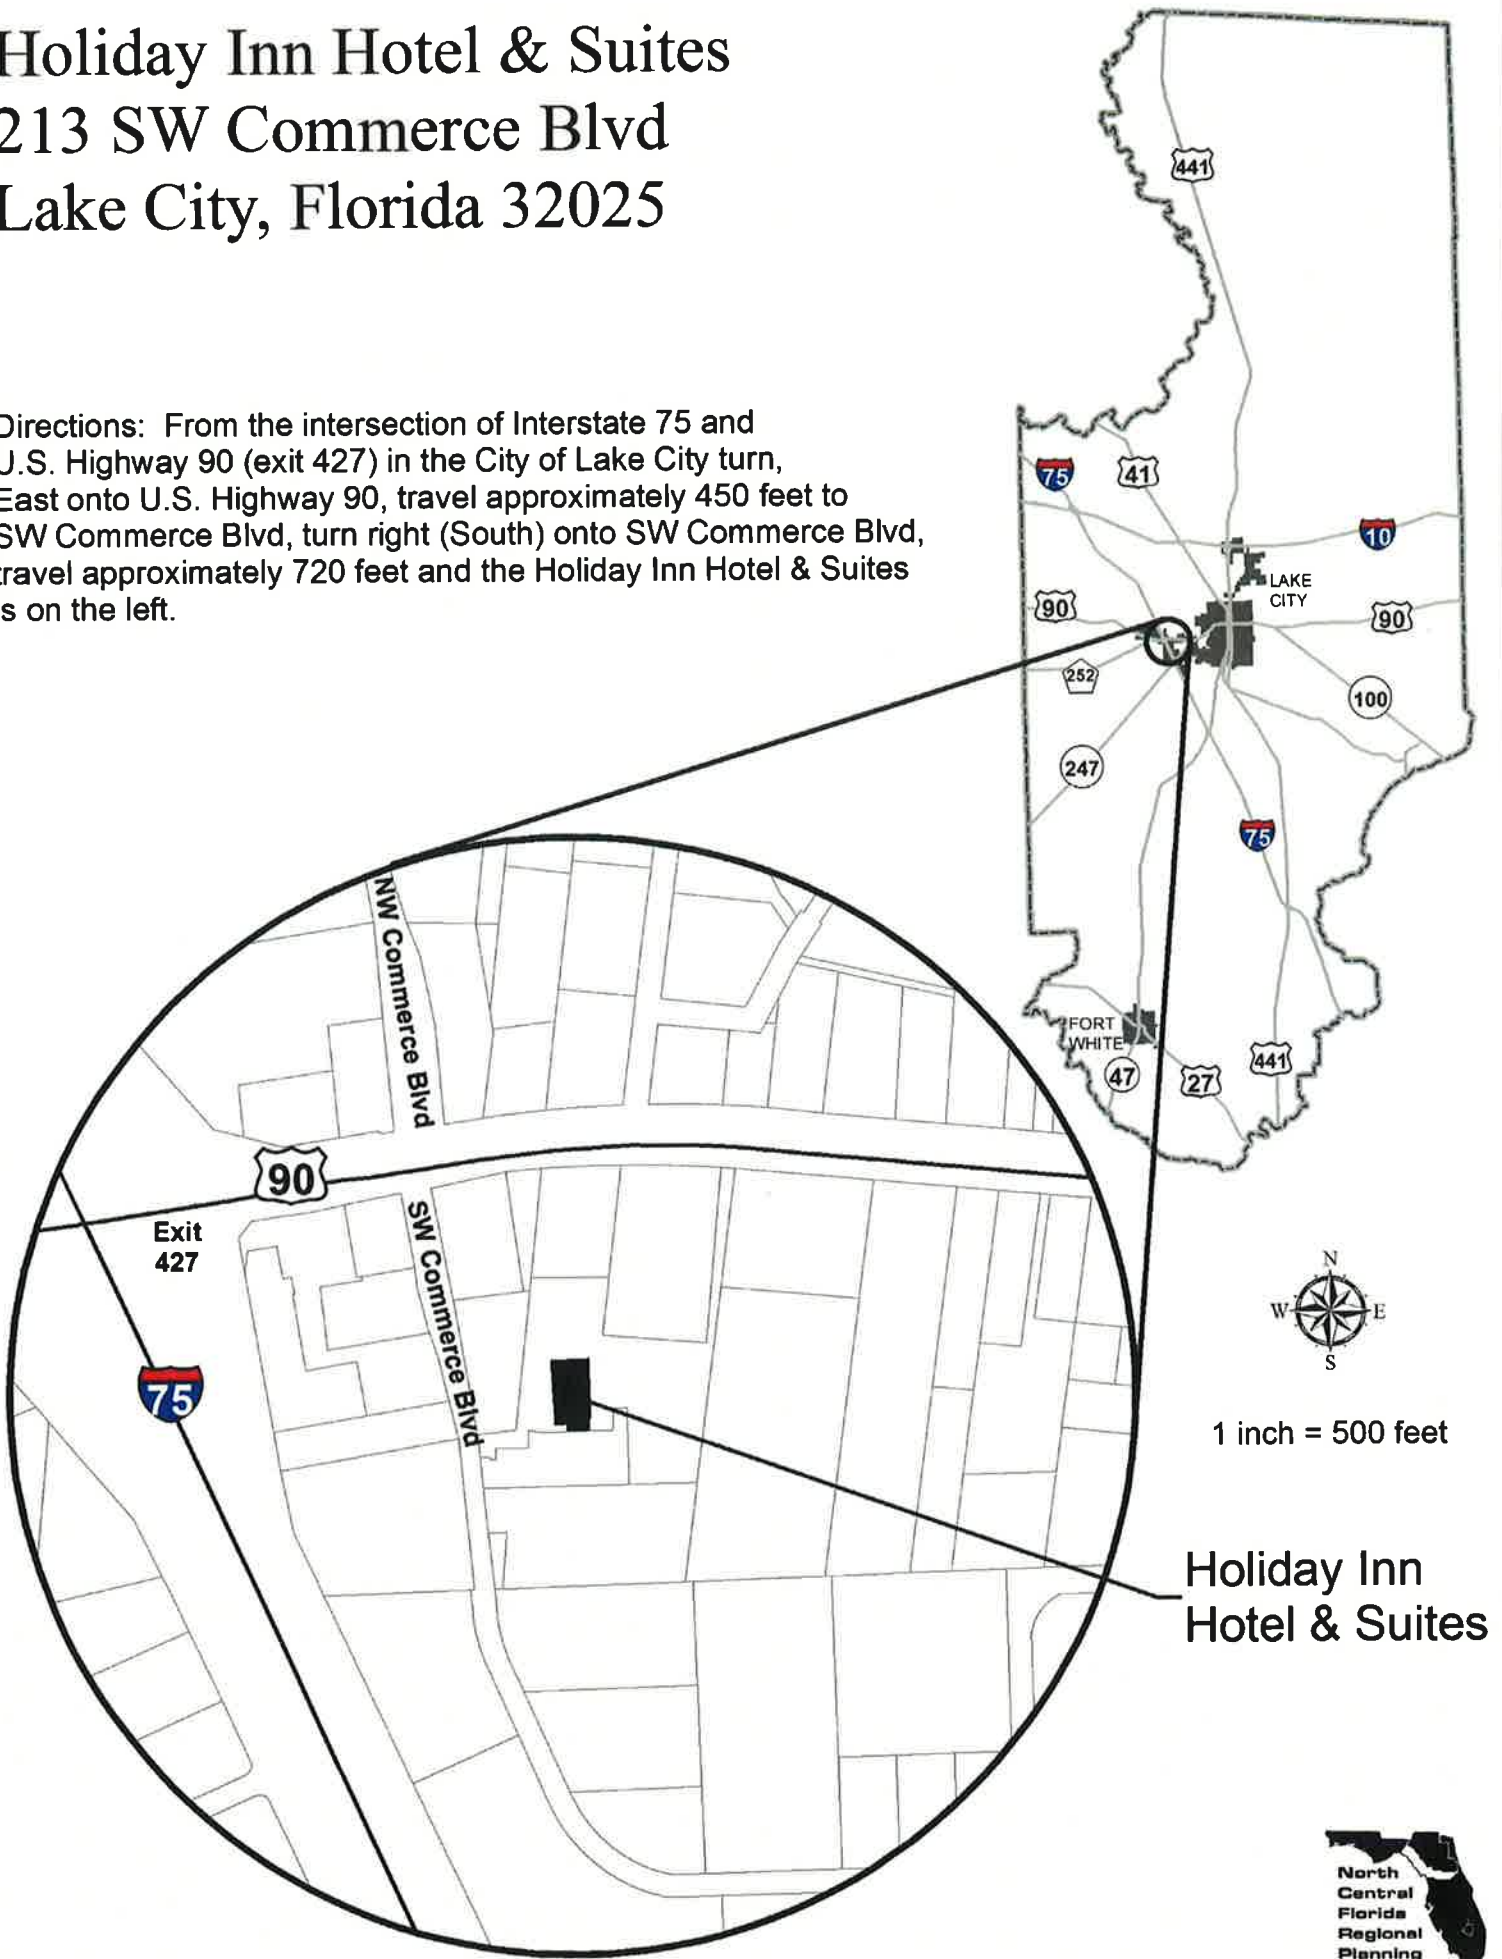 Holiday Inn Hotel & Suites
213 SW Commerce Blvd
Lake City, Florida 32025
Directions: From the intersection of Interstate 75 and
U.S. Highway 90 (exit 427) in the City of Lake City turn,
East onto U.S. Highway 90, travel approximately 450 feet to
SW Commerce Blvd, turn right (South) onto SW Commerce Blvd,
travel approximately 720 feet and the Holiday Inn Hotel & Suites
is on the left.
441
75
41
10
LAKE
CITY
90
90
252
100
247
75
FORT
WHITE
47
27
441
NW Commerce Blvd
90
Exit
427
SW Commerce Blvd
75
N
W
E
S
1 inch = 500 feet
Holiday Inn
Hotel & Suites
North
Central
Florida
Regional
Planning